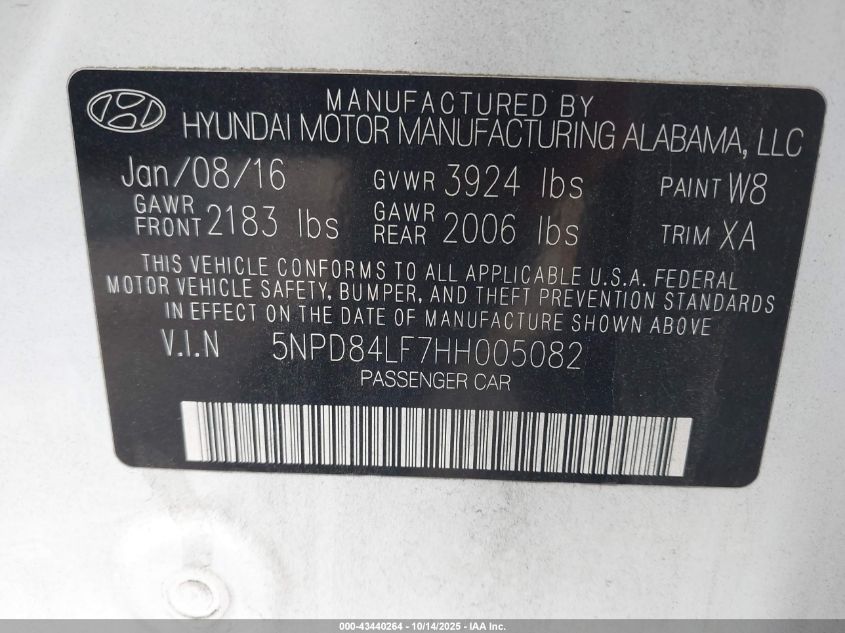 MANUFACTURED BY
HYUNDAI MOTOR MANUFACTURING ALABAMA, LLC
Jan/08/16 GVWR 3924 lbs PAINT W8
GAWR FRONT 2183 lbs GAWR REAR 2006 lbs TRIM XA
THIS VEHICLE CONFORMS TO ALL APPLICABLE U.S.A. FEDERAL
MOTOR VEHICLE SAFETY, BUMPER, AND THEFT PREVENTION STANDARDS
IN EFFECT ON THE DATE OF MANUFACTURE SHOWN ABOVE
V.I.N 5NPD84LF7HH005082
PASSENGER CAR
000-43440264 - 10/14/2025 - IAA Inc.